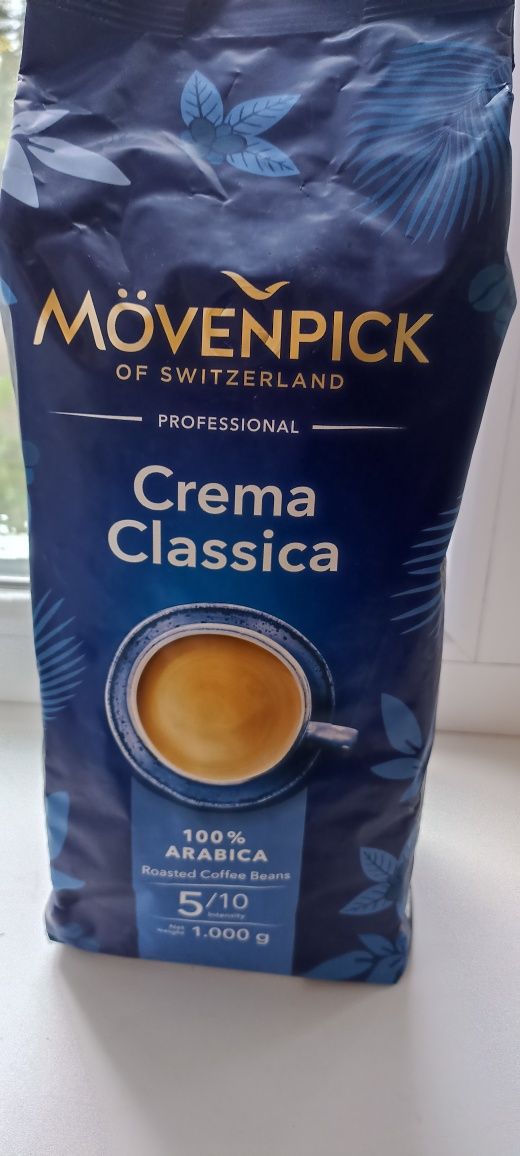 MÖVENPICK
OF SWITZERLAND
PROFESSIONAL
Crema
Classica
100%
ARABICA
Roasted Coffee Beans
5/10
Intensity
Net
Weight 1.000 g